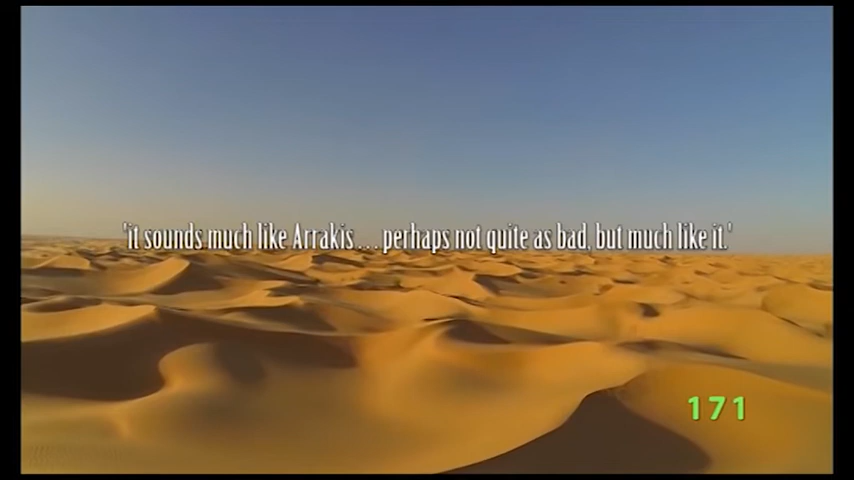 'it sounds much like Arrakis . . . perhaps not quite as bad, but much like it.'
171